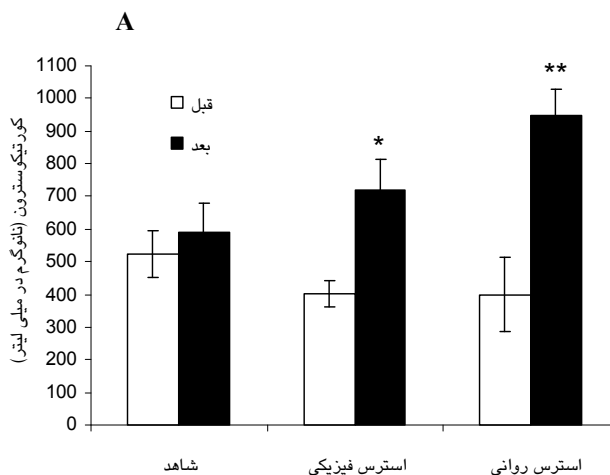 A
کورتیکوسترون (نانوگرم در میلی لیتر)
1100
1000
900
800
700
600
500
400
300
200
100
0
قبل
بعد
*
**
شاهد
استرس فیزیکی
استرس روانی